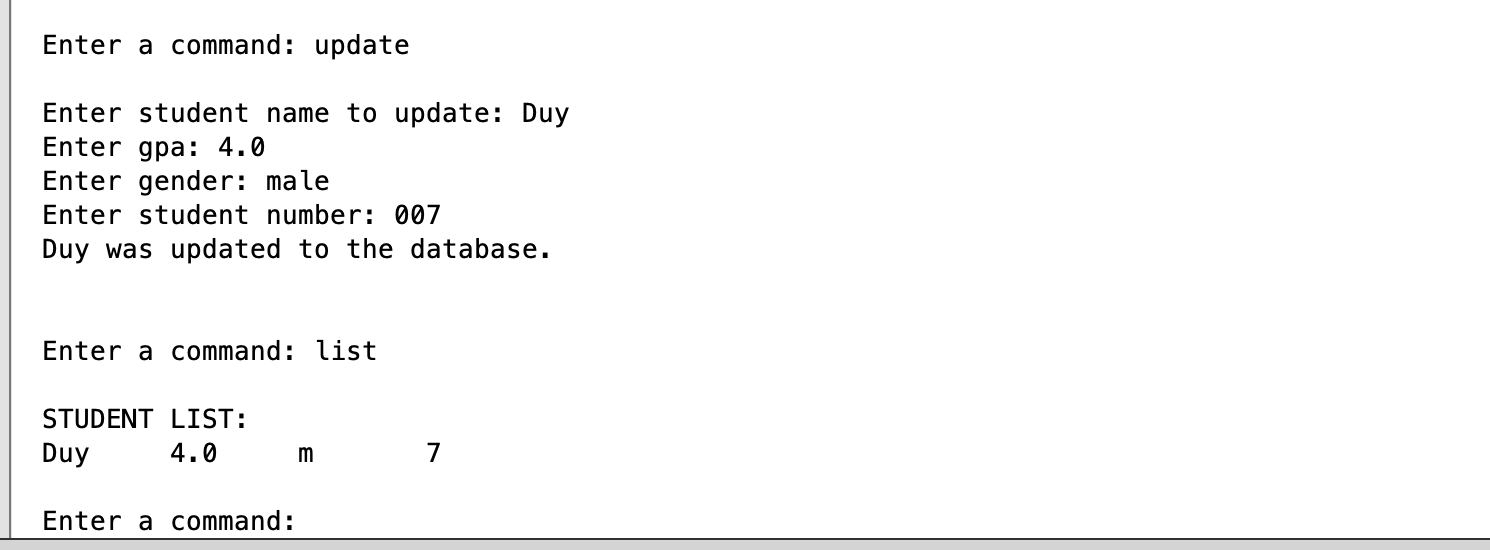 Enter a command: update
Enter student name to update: Duy
Enter gpa: 4.0
Enter gender: male
Enter student number: 007
Duy was updated to the database.
Enter a command: list
STUDENT LIST:
Duy     4.0     m       7
Enter a command: